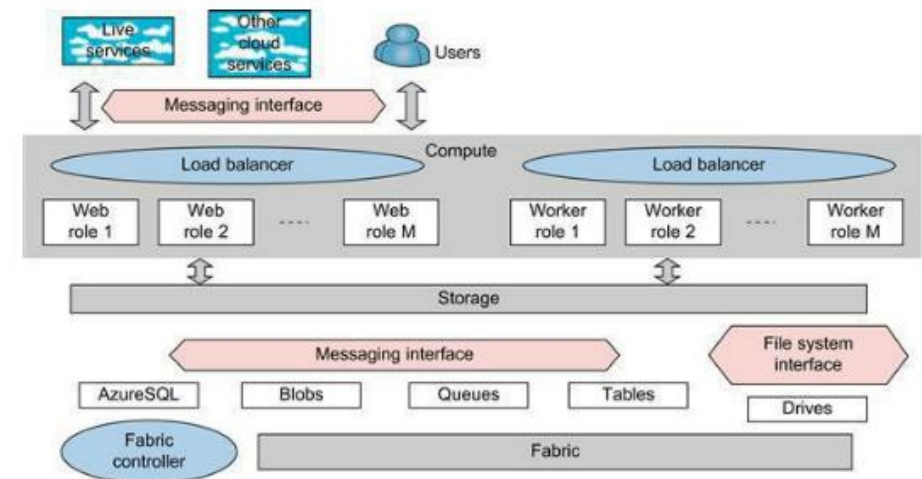 Live
services
Other
cloud
services
Users
Messaging interface
Compute
Load balancer
Load balancer
Web
role 1
Web
role 2
----
Web
role M
Worker
role 1
Worker
role 2
----
Worker
role M
Storage
Messaging interface
File system
interface
AzureSQL
Blobs
Queues
Tables
Drives
Fabric
controller
Fabric